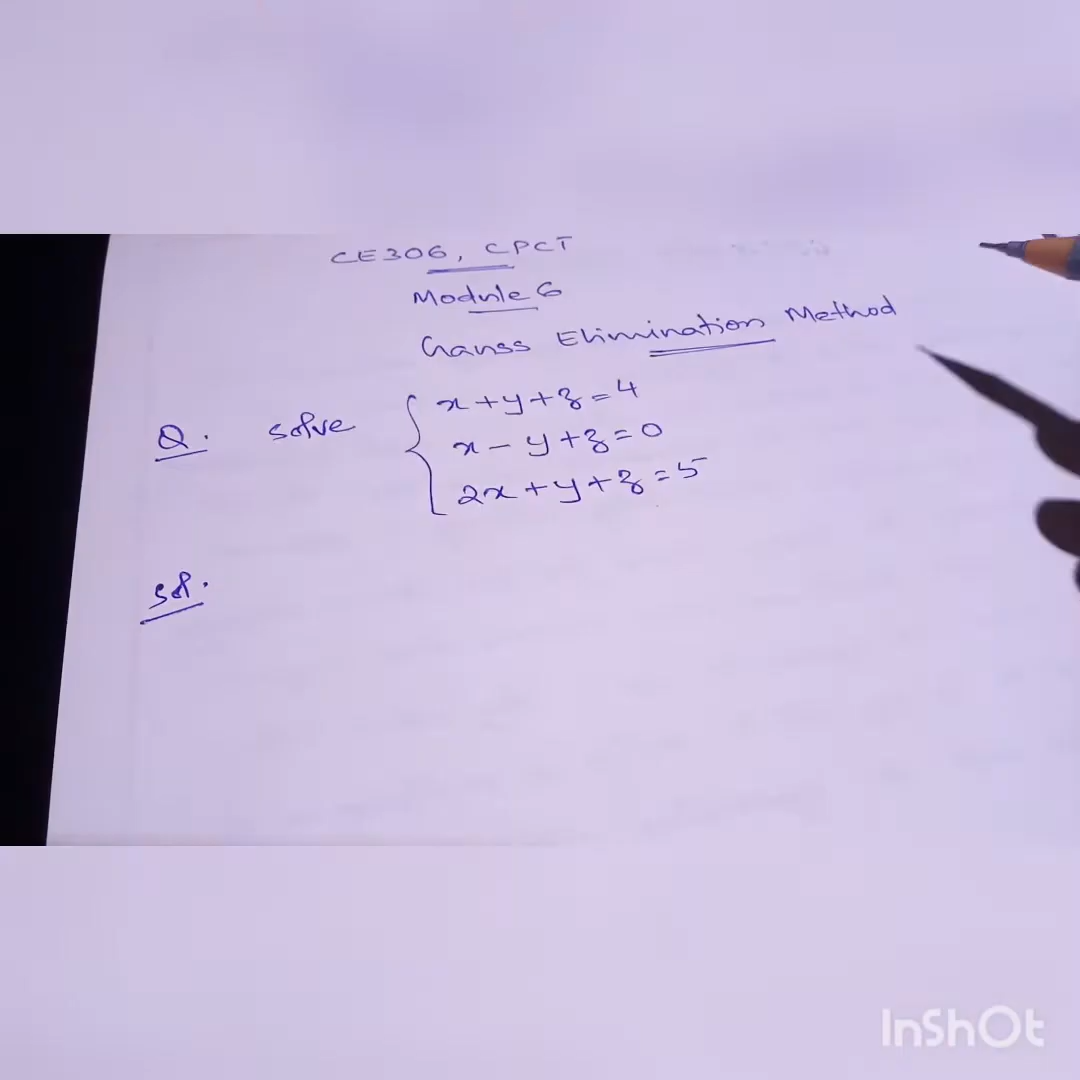 CE306, CPCT
Module 6
Gauss Elimination Method
Q. solve
x + y + z = 4
x - y + z = 0
2x + y + z = 5
Sol.
InShOt